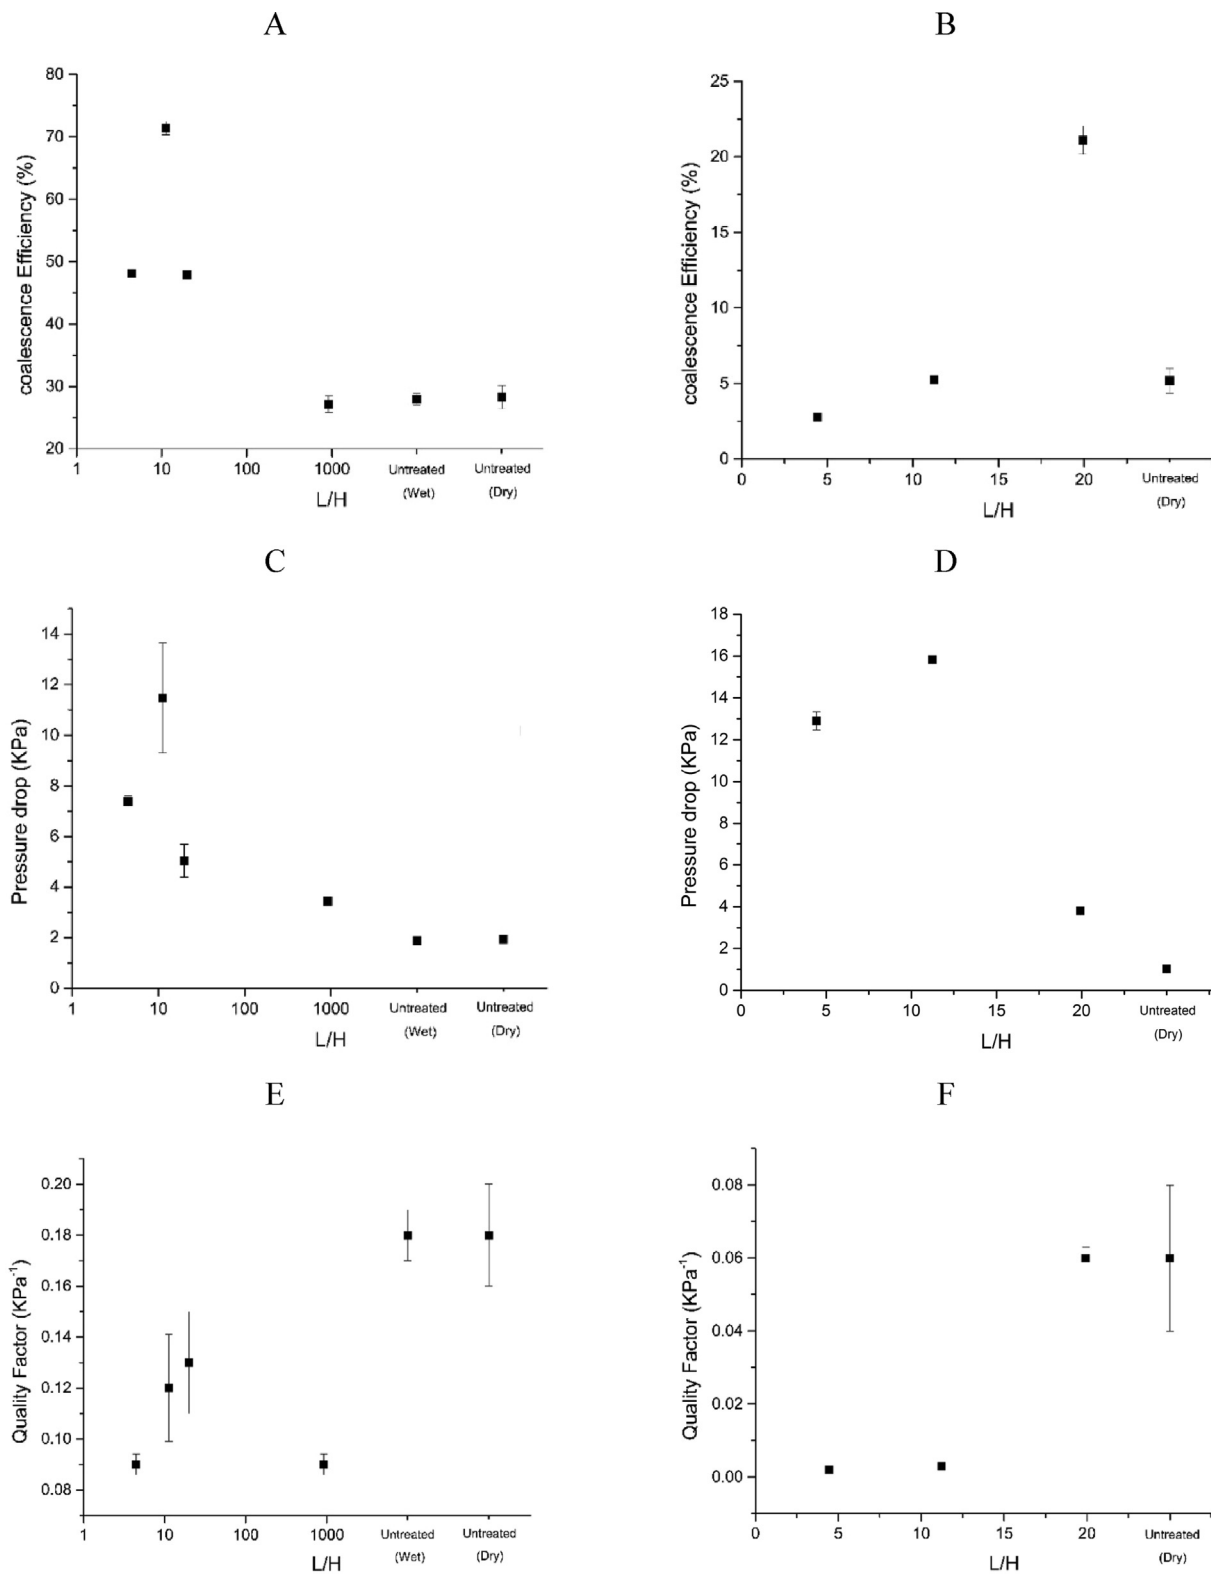 A
B
coalescence Efficiency (%)
80
70
60
50
40
30
20
1
10
100
1000
Untreated
(Wet)
Untreated
(Dry)
L/H
coalescence Efficiency (%)
25
20
15
10
5
0
0
5
10
15
20
Untreated
(Dry)
L/H
C
D
Pressure drop (KPa)
14
12
10
8
6
4
2
0
1
10
100
1000
Untreated
(Wet)
Untreated
(Dry)
L/H
Pressure drop (KPa)
18
16
14
12
10
8
6
4
2
0
0
5
10
15
20
Untreated
(Dry)
L/H
E
F
Quality Factor (KPa⁻¹)
0.20
0.18
0.16
0.14
0.12
0.10
0.08
1
10
100
1000
Untreated
(Wet)
Untreated
(Dry)
L/H
Quality Factor (KPa⁻¹)
0.08
0.06
0.04
0.02
0.00
0
5
10
15
20
Untreated
(Dry)
L/H